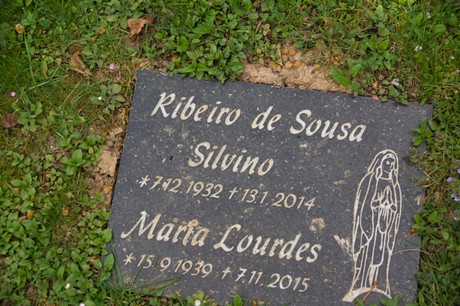 Ribeiro de Sousa
Silvino
*7.12.1932 +13.1.2014
Maria Lourdes
*15.9.1939 +7.11.2015